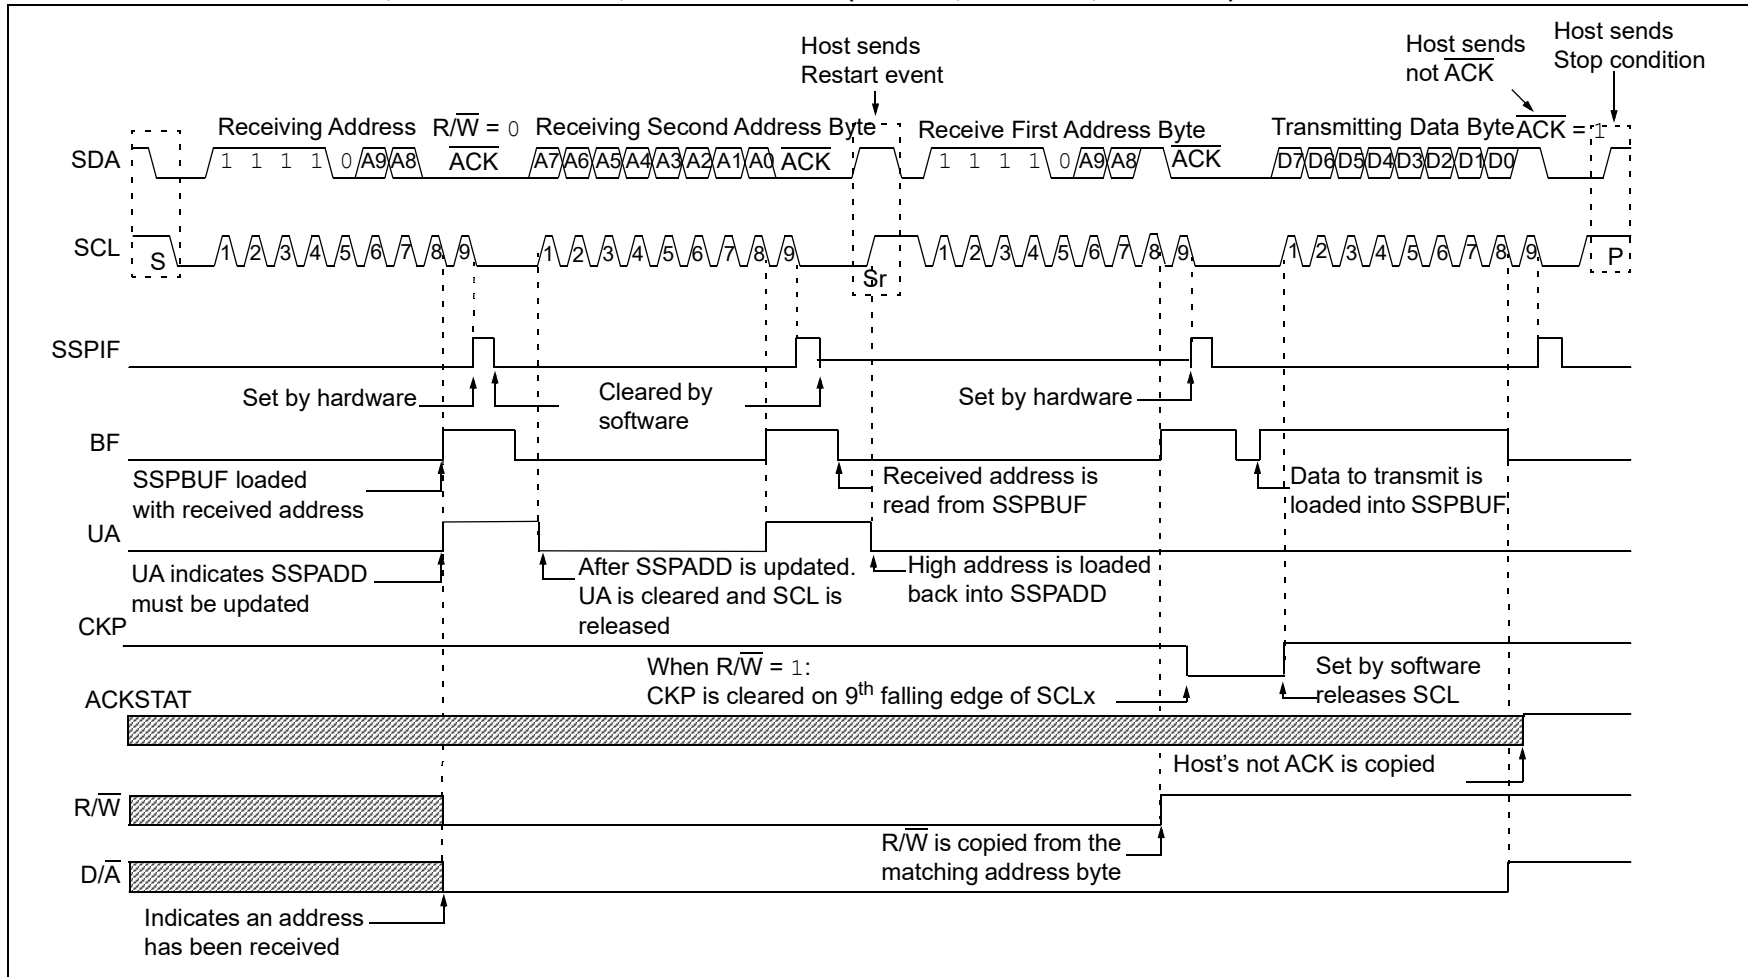 Host sends
Restart event
Host sends
not ACK
Host sends
Stop condition
Receiving Address R/W = 0 Receiving Second Address Byte Receive First Address Byte Transmitting Data Byte ACK = 1
SDA 1 1 1 1 0 A9 A8 ACK A7 A6 A5 A4 A3 A2 A1 A0 ACK 1 1 1 1 0 A9 A8 ACK D7 D6 D5 D4 D3 D2 D1 D0
SCL S 1 2 3 4 5 6 7 8 9 1 2 3 4 5 6 7 8 9 Sr 1 2 3 4 5 6 7 8 9 1 2 3 4 5 6 7 8 9 P
SSPIF
Set by hardware
Cleared by
software
Set by hardware
BF
SSPBUF loaded
with received address
Received address is
read from SSPBUF
Data to transmit is
loaded into SSPBUF
UA
UA indicates SSPADD
must be updated
After SSPADD is updated.
UA is cleared and SCL is
released
High address is loaded
back into SSPADD
CKP
When R/W = 1:
CKP is cleared on 9th falling edge of SCLx
Set by software
releases SCL
ACKSTAT
Host's not ACK is copied
R/W
R/W is copied from the
matching address byte
D/A
Indicates an address
has been received